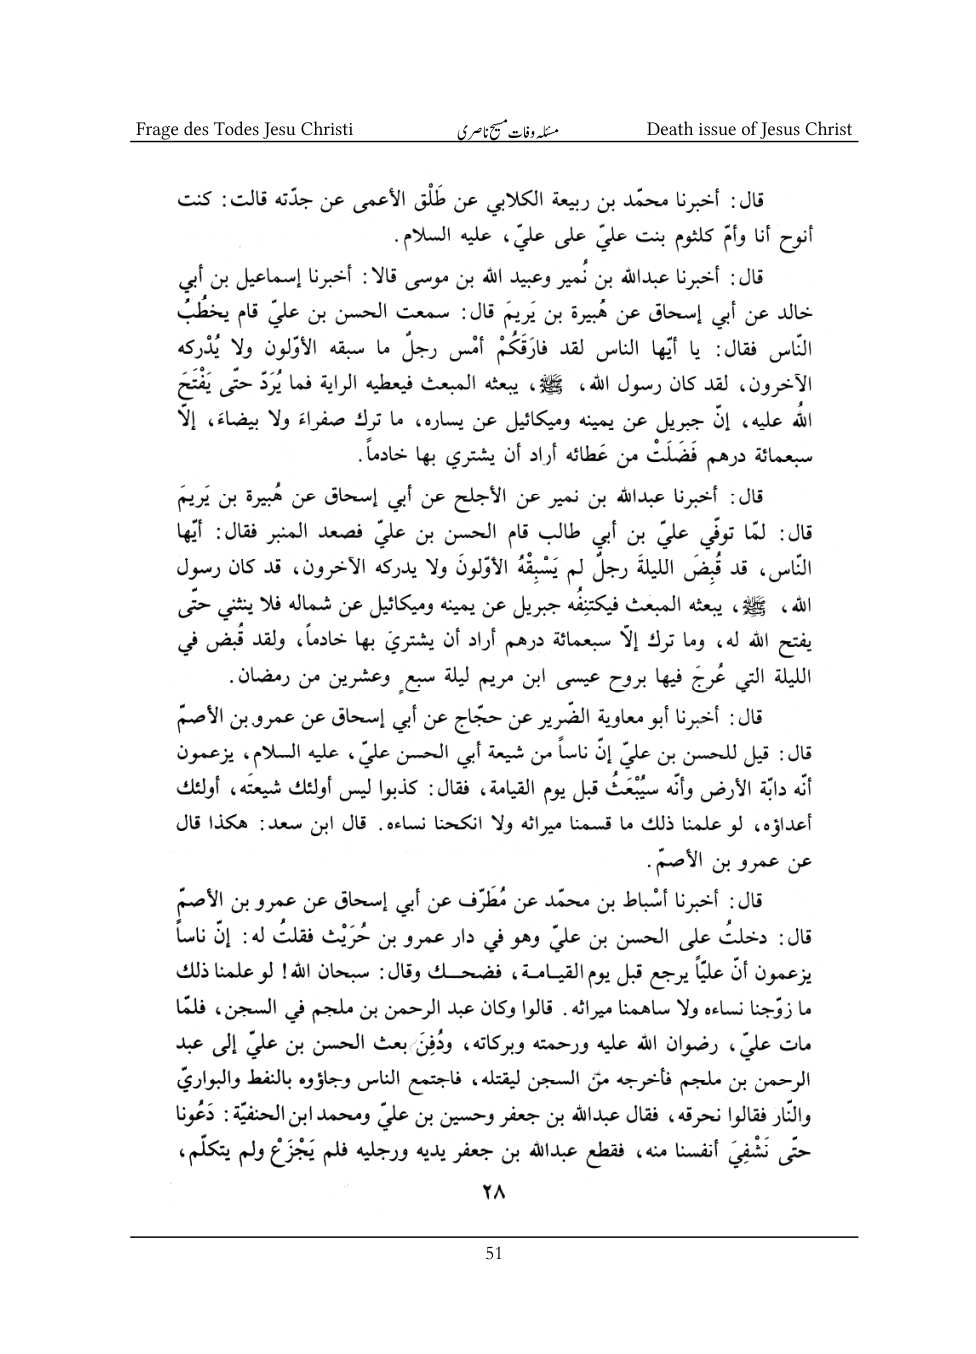 Frage des Todes Jesu Christi
مسئلہ وفات مسیح ناصری
Death issue of Jesus Christ
قال: أخبرنا محمّد بن ربيعة الكلابي عن طَلْق الأعمى عن جدّته قالت: كنت
أنوح أنا وأمّ كلثوم بنت عليّ على عليّ، عليه السلام.
قال: أخبرنا عبدالله بن نُمير وعبيد الله بن موسى قالا: أخبرنا إسماعيل بن أبي
خالد عن أبي إسحاق عن هُبيرة بن يَريمَ قال: سمعت الحسن بن عليّ قام يخطُبُ
النّاس فقال: يا أيّها الناس لقد فارَقَكُمْ أمْس رجلٌ ما سبقه الأوّلون ولا يُدْركه
الآخرون، لقد كان رسول الله، ﷺ، يبعثه المبعث فيعطيه الراية فما يُرَدّ حتّى يَفْتَحَ
اللهُ عليه، إنّ جبريل عن يمينه وميكائيل عن يساره، ما ترك صفراءَ ولا بيضاءَ، إلّا
سبعمائة درهم فَضَلَتْ من عَطائه أراد أن يشتري بها خادماً.
قال: أخبرنا عبدالله بن نمير عن الأجلح عن أبي إسحاق عن هُبيرة بن يَريمَ
قال: لمّا توفّي عليّ بن أبي طالب قام الحسن بن عليّ فصعد المنبر فقال: أيّها
النّاس، قد قُبِضَ الليلةَ رجلٌ لم يَسْبِقْهُ الأوّلونَ ولا يدركه الآخرون، قد كان رسول
الله، ﷺ، يبعثه المبعث فيكتنِفُه جبريل عن يمينه وميكائيل عن شماله فلا ينثني حتّى
يفتح الله له، وما ترك إلّا سبعمائة درهم أراد أن يشتريَ بها خادماً، ولقد قُبض في
الليلة التي عُرجَ فيها بروح عيسى ابن مريم ليلة سبعٍ وعشرين من رمضان.
قال: أخبرنا أبو معاوية الضّرير عن حجّاج عن أبي إسحاق عن عمرو بن الأصمّ
قال: قيل للحسن بن عليّ إنّ ناساً من شيعة أبي الحسن عليّ، عليه السلام، يزعمون
أنّه دابّة الأرض وأنّه سيُبْعَثُ قبل يوم القيامة، فقال: كذبوا ليس أولئك شيعتَه، أولئك
أعداؤه، لو علمنا ذلك ما قسمنا ميراثه ولا انكحنا نساءه. قال ابن سعد: هكذا قال
عن عمرو بن الأصمّ.
قال: أخبرنا أسْباط بن محمّد عن مُطَرّف عن أبي إسحاق عن عمرو بن الأصمّ
قال: دخلتُ على الحسن بن عليّ وهو في دار عمرو بن حُرَيْث فقلتُ له: إنّ ناساً
يزعمون أنّ عليّاً يرجع قبل يوم القيامة، فضحك وقال: سبحان الله! لو علمنا ذلك
ما زوّجنا نساءه ولا ساهمنا ميراثه. قالوا وكان عبد الرحمن بن ملجم في السجن، فلمّا
مات عليّ، رضوان الله عليه ورحمته وبركاته، ودُفِنَ بعث الحسن بن عليّ إلى عبد
الرحمن بن ملجم فأخرجه من السجن ليقتله، فاجتمع الناس وجاؤوه بالنفط والبواريّ
والنّار فقالوا نحرقه، فقال عبدالله بن جعفر وحسين بن عليّ ومحمد ابن الحنفيّة: دَعُونا
حتّى نَشْفِيَ أنفسنا منه، فقطع عبدالله بن جعفر يديه ورجليه فلم يَجْزَعْ ولم يتكلّم،
٢٨
51